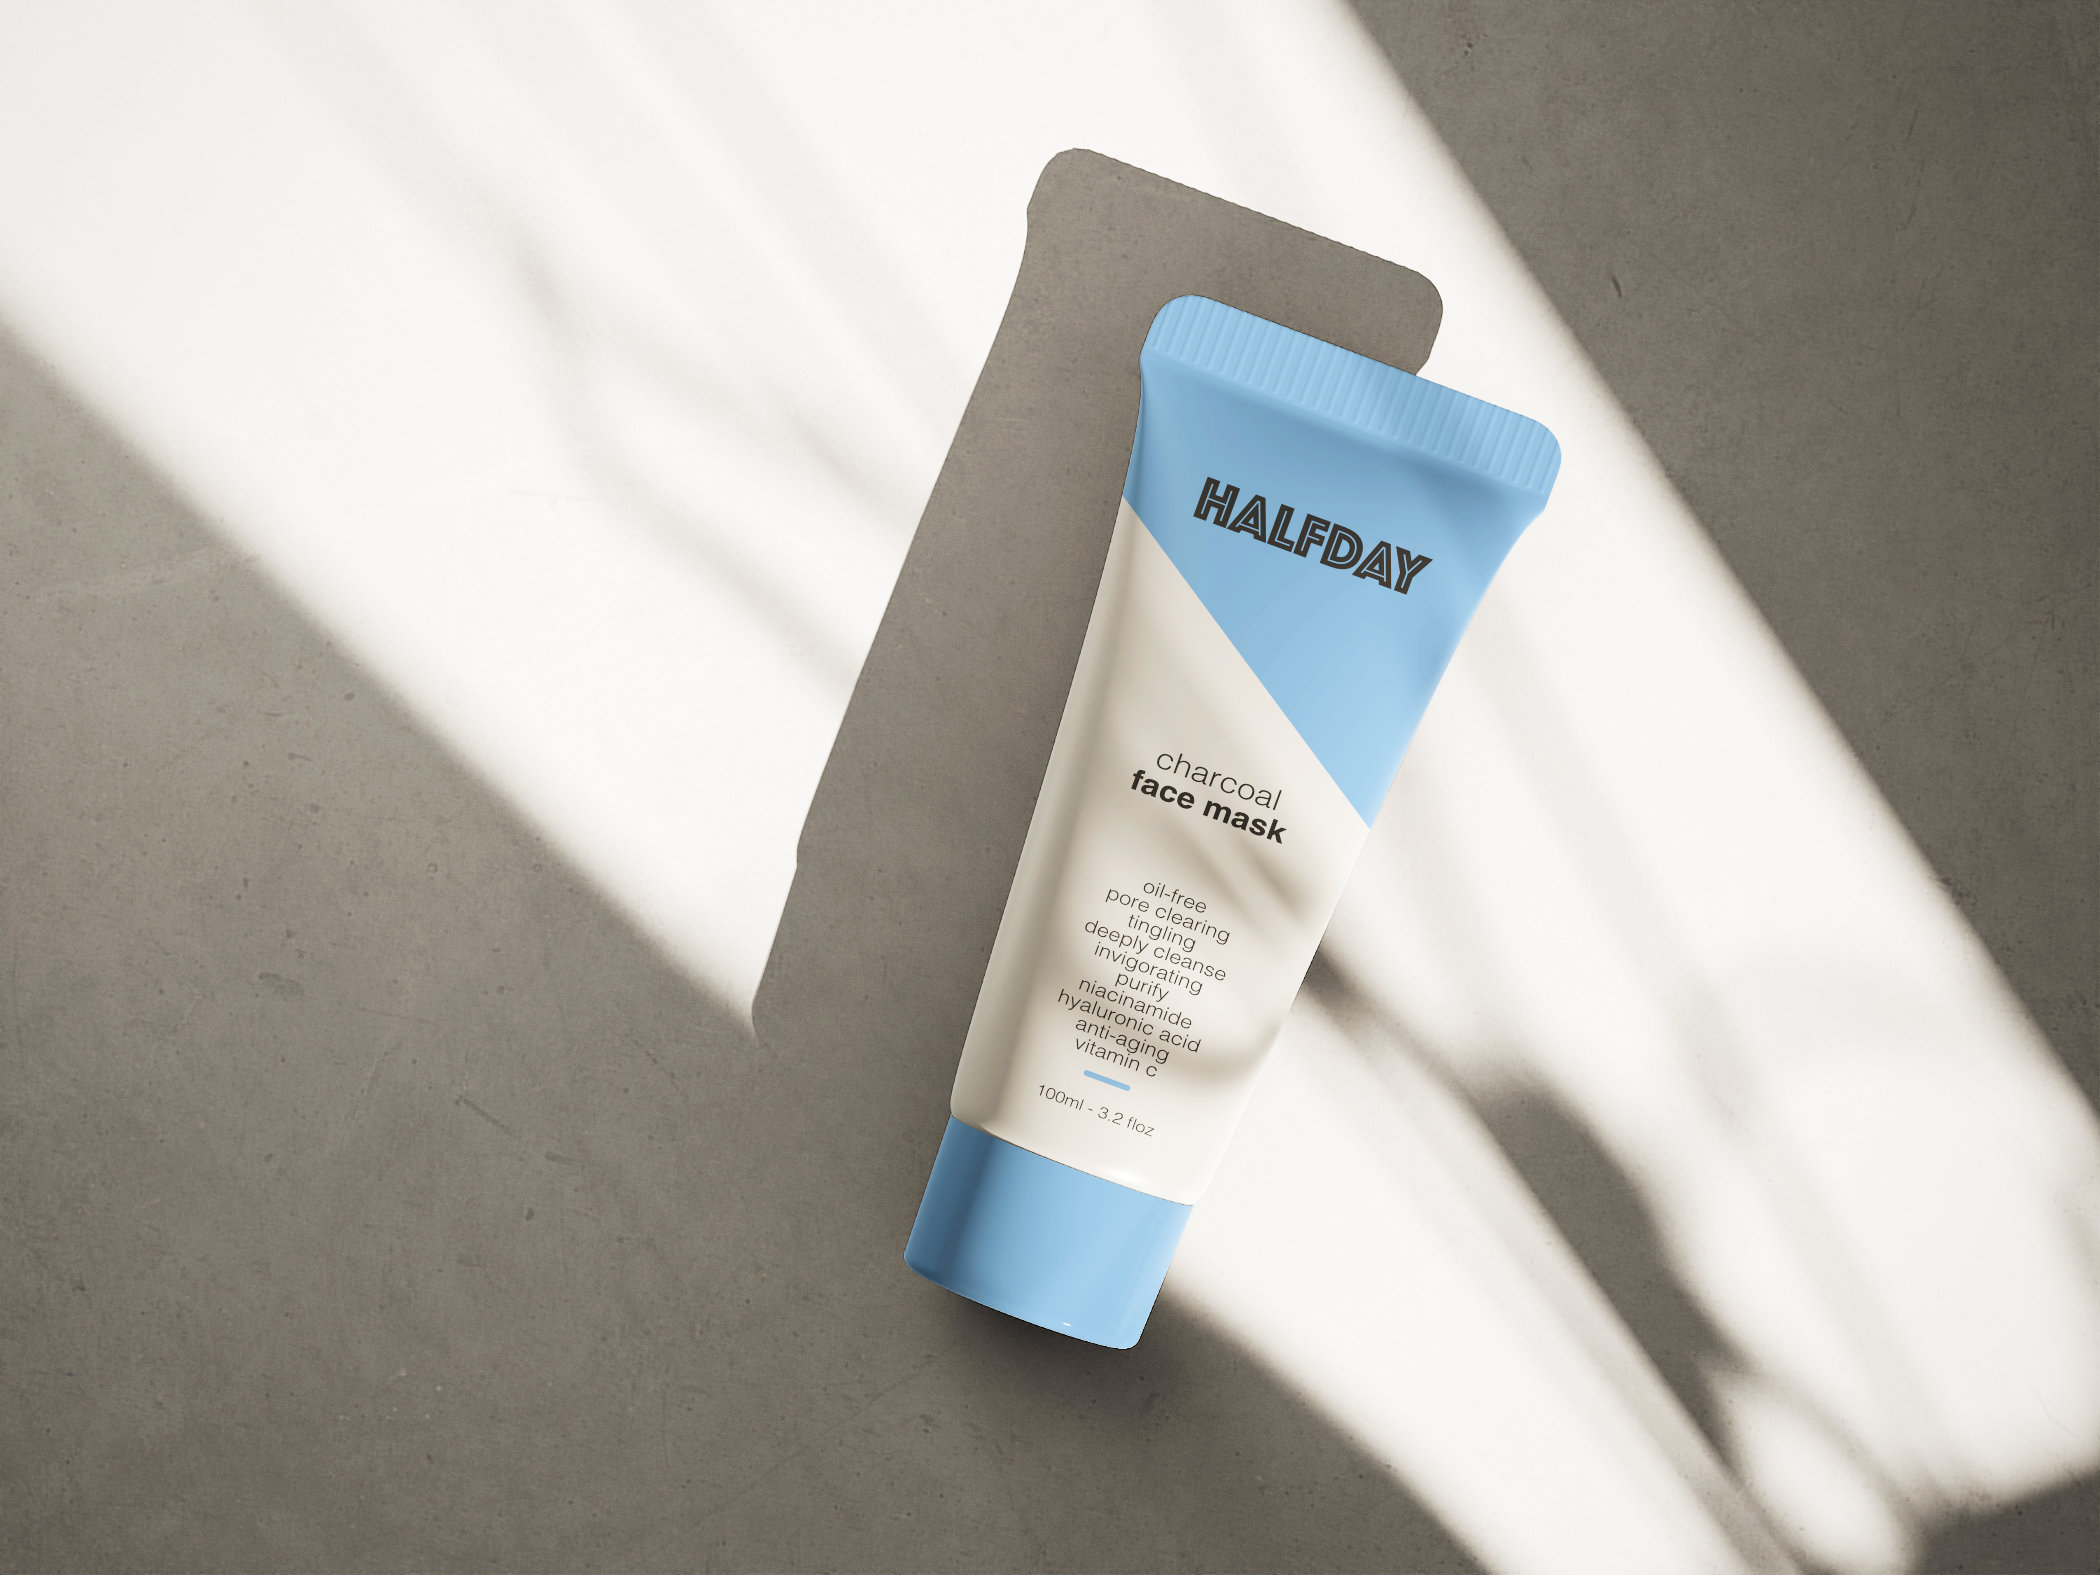 HALFDAY
charcoal
face mask
oil-free
pore clearing
tingling
deeply cleanse
invigorating
purify
niacinamide
hyaluronic acid
anti-aging
vitamin c
100ml - 3.2 floz